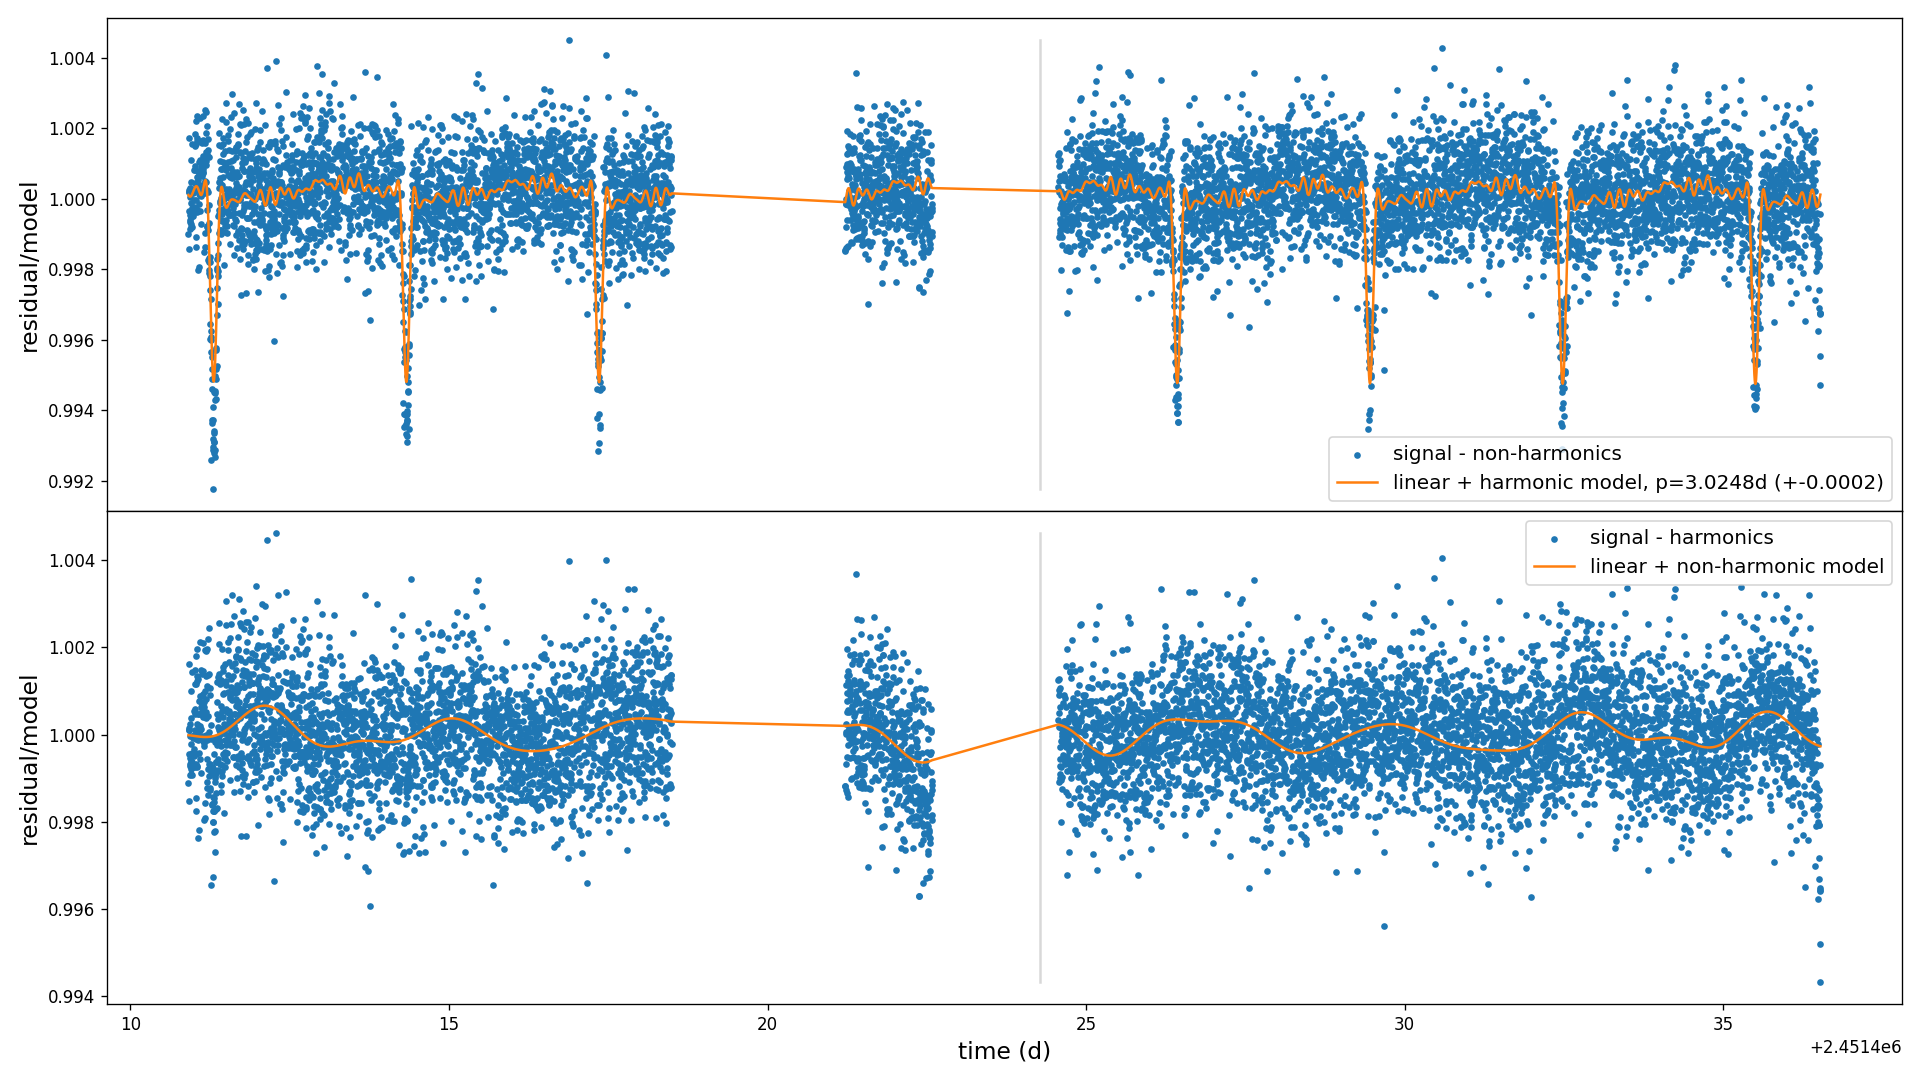 residual/model
1.004
1.002
1.000
0.998
0.996
0.994
0.992
signal - non-harmonics
linear + harmonic model, p=3.0248d (+-0.0002)
residual/model
1.004
1.002
1.000
0.998
0.996
0.994
signal - harmonics
linear + non-harmonic model
10 15 20 25 30 35
time (d)
+2.4514e6